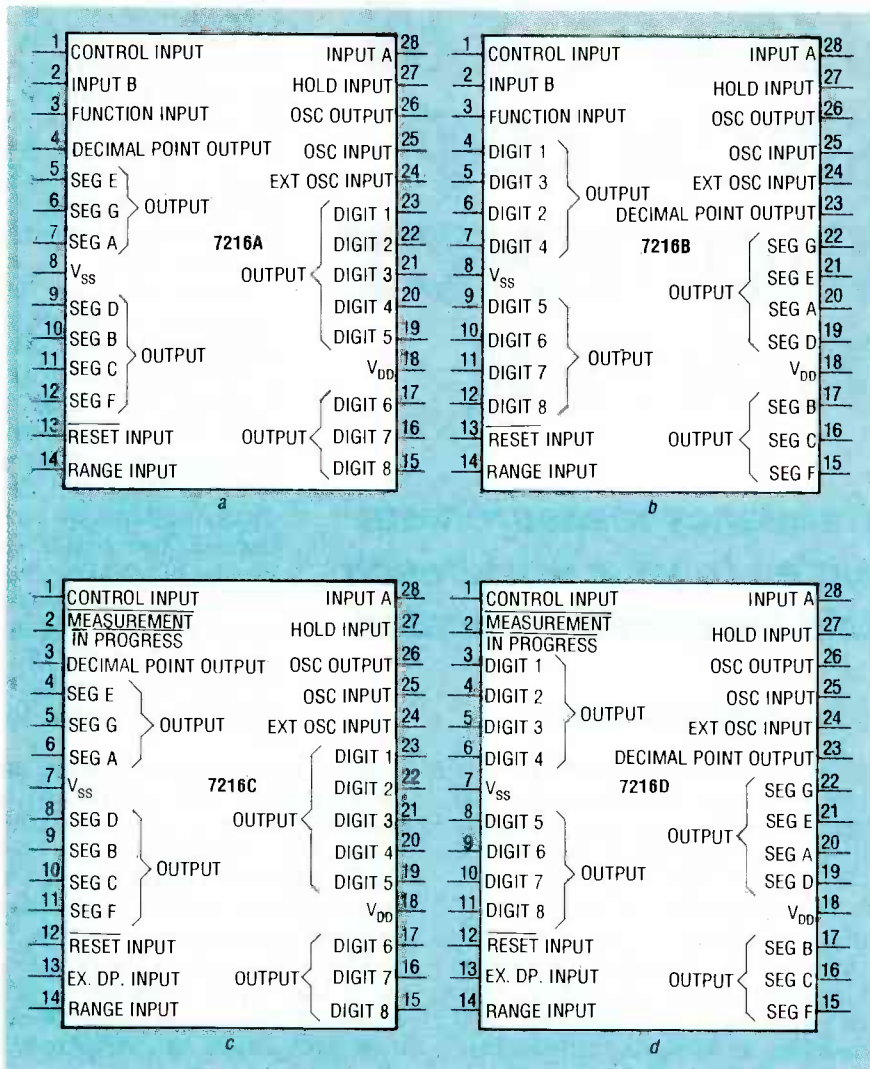 1 CONTROL INPUT INPUT A 28
2 INPUT B HOLD INPUT 27
3 FUNCTION INPUT OSC OUTPUT 26
4 DECIMAL POINT OUTPUT OSC INPUT 25
5 SEG E EXT OSC INPUT 24
6 SEG G OUTPUT DIGIT 1 23
7 SEG A 7216A DIGIT 2 22
8 VSS OUTPUT DIGIT 3 21
9 SEG D DIGIT 4 20
10 SEG B DIGIT 5 19
11 SEG C OUTPUT VDD 18
12 SEG F DIGIT 6 17
13 RESET INPUT OUTPUT DIGIT 7 16
14 RANGE INPUT DIGIT 8 15
a
1 CONTROL INPUT INPUT A 28
2 INPUT B HOLD INPUT 27
3 FUNCTION INPUT OSC OUTPUT 26
4 DIGIT 1 OSC INPUT 25
5 DIGIT 3 OUTPUT EXT OSC INPUT 24
6 DIGIT 2 DECIMAL POINT OUTPUT 23
7 DIGIT 4 7216B SEG G 22
8 VSS SEG E 21
9 DIGIT 5 OUTPUT SEG A 20
10 DIGIT 6 SEG D 19
11 DIGIT 7 OUTPUT VDD 18
12 DIGIT 8 SEG B 17
13 RESET INPUT OUTPUT SEG C 16
14 RANGE INPUT SEG F 15
b
1 CONTROL INPUT INPUT A 28
2 MEASUREMENT IN PROGRESS HOLD INPUT 27
3 DECIMAL POINT OUTPUT OSC OUTPUT 26
4 SEG E OSC INPUT 25
5 SEG G OUTPUT EXT OSC INPUT 24
6 SEG A DIGIT 1 23
7 VSS 7216C DIGIT 2 22
8 SEG D OUTPUT DIGIT 3 21
9 SEG B DIGIT 4 20
10 SEG C OUTPUT DIGIT 5 19
11 SEG F VDD 18
12 RESET INPUT DIGIT 6 17
13 EX. DP. INPUT OUTPUT DIGIT 7 16
14 RANGE INPUT DIGIT 8 15
c
1 CONTROL INPUT INPUT A 28
2 MEASUREMENT IN PROGRESS HOLD INPUT 27
3 DIGIT 1 OSC OUTPUT 26
4 DIGIT 2 OUTPUT OSC INPUT 25
5 DIGIT 3 EXT OSC INPUT 24
6 DIGIT 4 DECIMAL POINT OUTPUT 23
7 VSS 7216D SEG G 22
8 DIGIT 5 SEG E 21
9 DIGIT 6 OUTPUT SEG A 20
10 DIGIT 7 OUTPUT SEG D 19
11 DIGIT 8 VDD 18
12 RESET INPUT SEG B 17
13 EX. DP. INPUT OUTPUT SEG C 16
14 RANGE INPUT SEG F 15
d